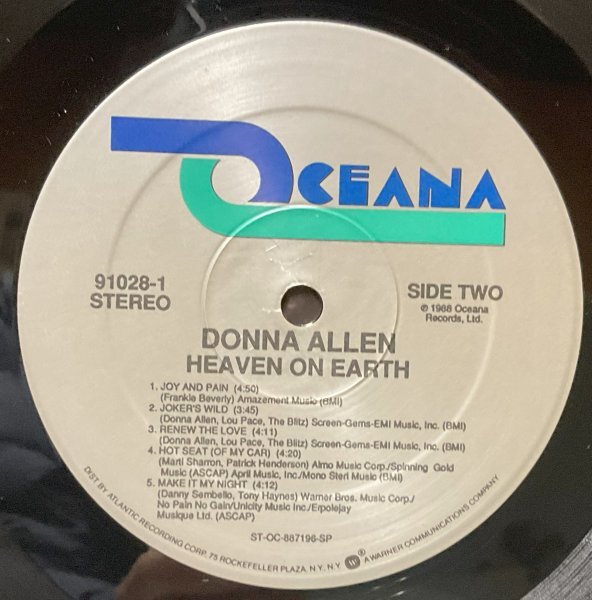 OCEANA
91028-1
STEREO
SIDE TWO
℗ 1988 Oceana
Records, Ltd.
DONNA ALLEN
HEAVEN ON EARTH
1. JOY AND PAIN (4:50)
(Frankie Beverly) Amazement Music (BMI)
2. JOKER'S WILD (3:45)
(Donna Allen, Lou Pace, The Blitz) Screen-Gems-EMI Music, Inc. (BMI)
3. RENEW THE LOVE (4:11)
(Donna Allen, Lou Pace, The Blitz) Screen-Gems-EMI Music, Inc. (BMI)
4. HOT SEAT (OF MY CAR) (4:20)
(Marti Sharron, Patrick Henderson) Almo Music Corp./Spinning Gold
Music (ASCAP) April Music, Inc./Mono Steri Music (BMI)
5. MAKE IT MY NIGHT (4:12)
(Danny Sembello, Tony Haynes) Warner Bros. Music Corp./
No Pain No Gain/Unicity Music Inc./Erpolejay
Musique Ltd. (ASCAP)
ST-OC-887196-SP
DIST BY ATLANTIC RECORDING CORP. 75 ROCKEFELLER PLAZA, N.Y., N.Y. ® A WARNER COMMUNICATIONS COMPANY